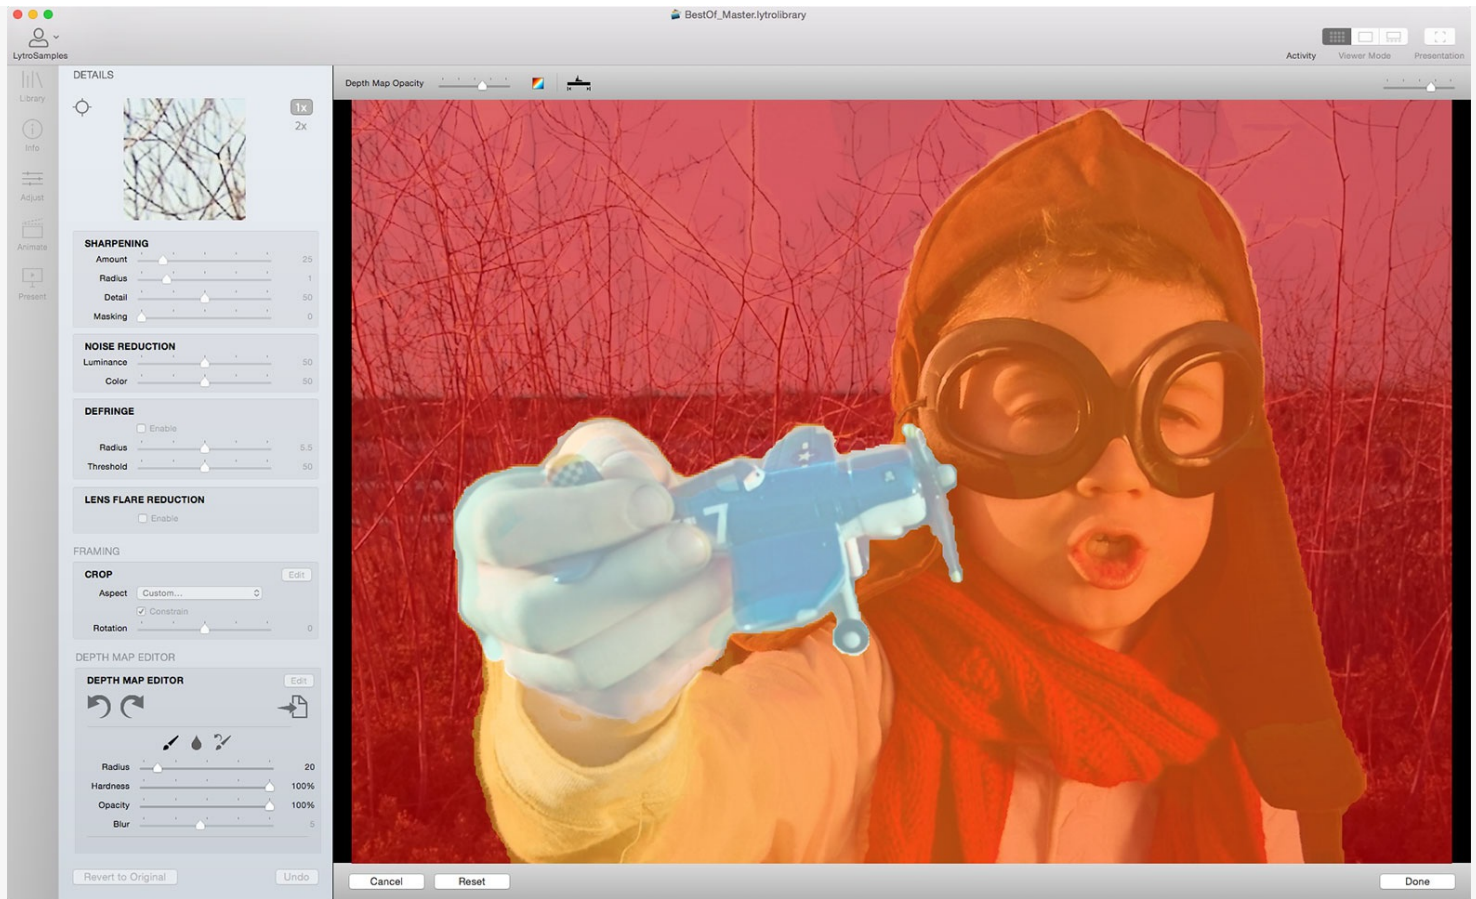 BestOf_Master.lytrolibrary
LytroSamples
Activity
Viewer Mode
Presentation
Library
Info
Adjust
Animate
Present
DETAILS
1x
2x
SHARPENING
Amount 25
Radius 1
Detail 50
Masking 0
NOISE REDUCTION
Luminance 50
Color 50
DEFRINGE
Enable
Radius 5.5
Threshold 50
LENS FLARE REDUCTION
Enable
FRAMING
CROP Edit
Aspect Custom...
Constrain
Rotation 0
DEPTH MAP EDITOR
DEPTH MAP EDITOR Edit
Radius 20
Hardness 100%
Opacity 100%
Blur 5
Revert to Original Undo
Depth Map Opacity
7
Cancel Reset Done